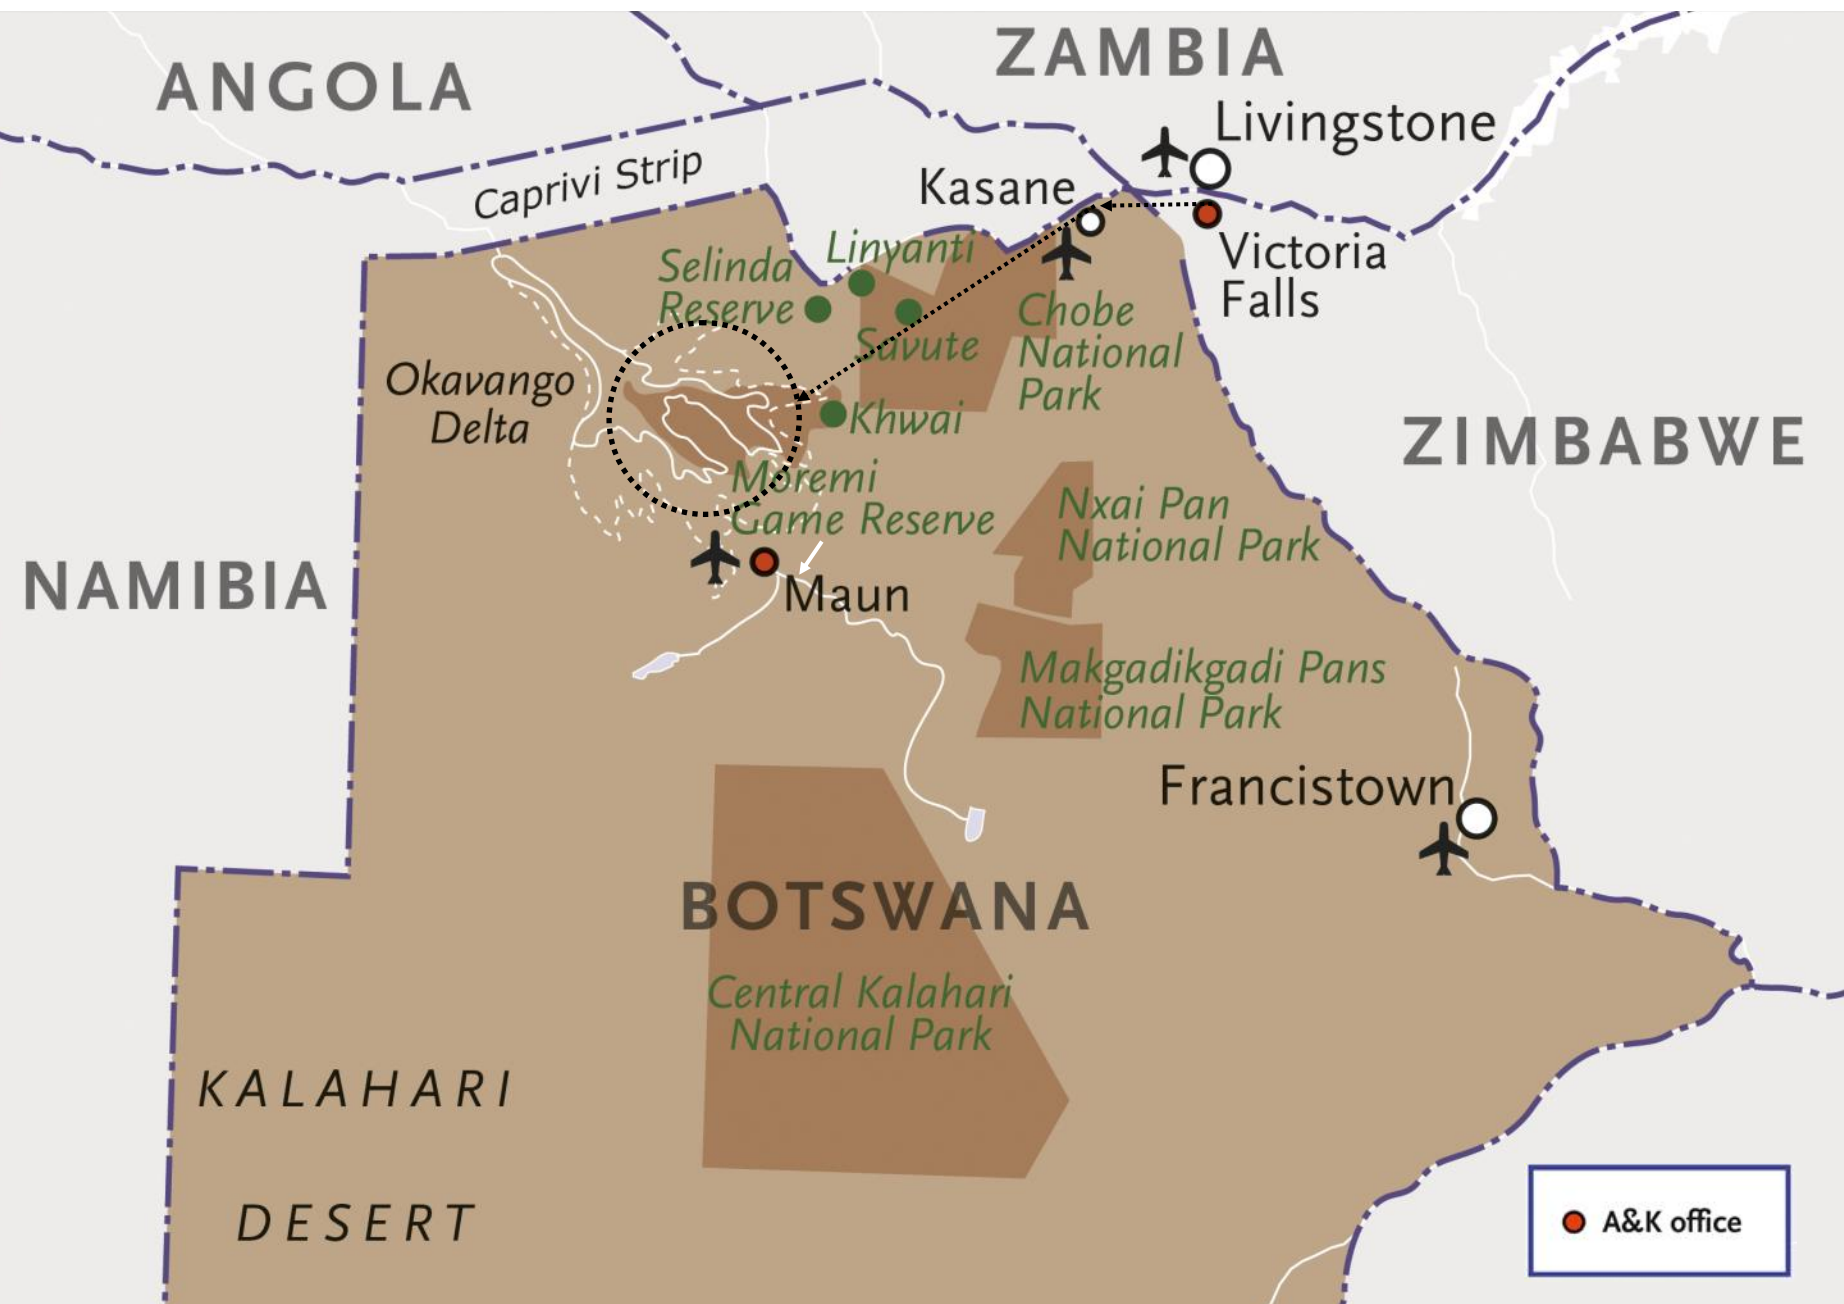 ANGOLA
ZAMBIA
Livingstone
Caprivi Strip
Kasane
Victoria
Falls
Linyanti
Selinda
Reserve
Savute
Chobe
National
Park
Okavango
Delta
Khwai
ZIMBABWE
Moremi
Game Reserve
Nxai Pan
National Park
NAMIBIA
Maun
Makgadikgadi Pans
National Park
Francistown
BOTSWANA
Central Kalahari
National Park
KALAHARI
DESERT
A&K office